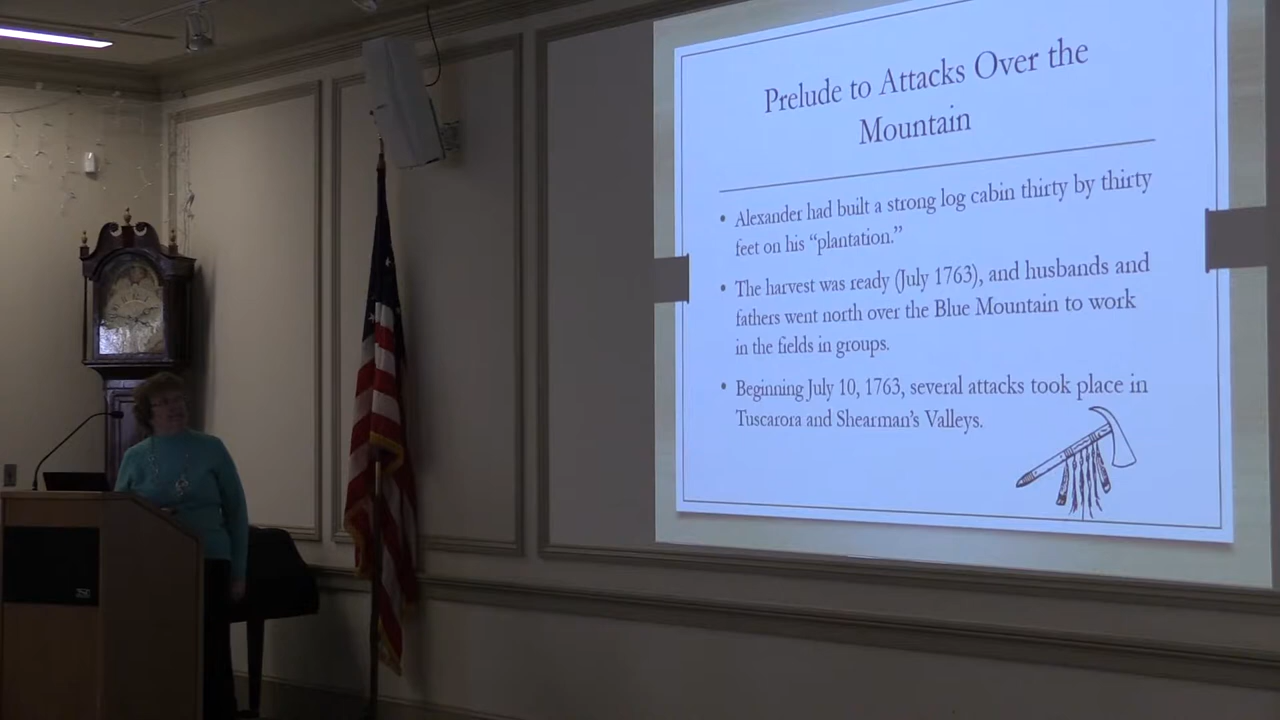 Prelude to Attacks Over the
Mountain
• Alexander had built a strong log cabin thirty by thirty
feet on his “plantation.”
• The harvest was ready (July 1763), and husbands and
fathers went north over the Blue Mountain to work
in the fields in groups.
• Beginning July 10, 1763, several attacks took place in
Tuscarora and Shearman’s Valleys.